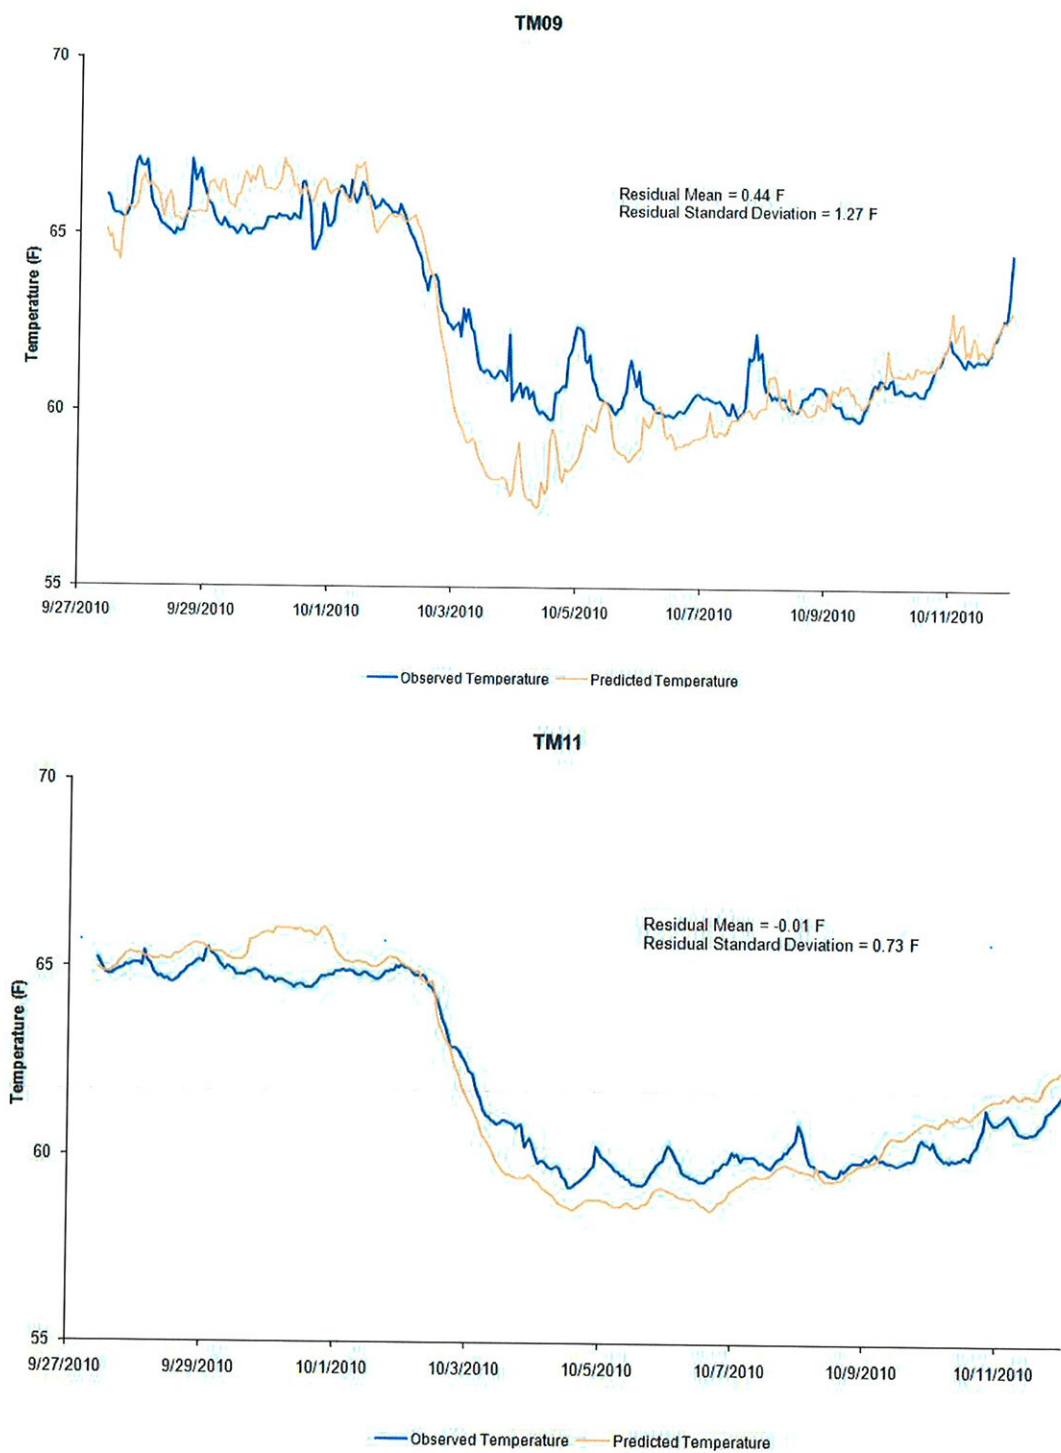 TM09
70
65
60
55
Temperature (F)
Residual Mean = 0.44 F
Residual Standard Deviation = 1.27 F
9/27/2010 9/29/2010 10/1/2010 10/3/2010 10/5/2010 10/7/2010 10/9/2010 10/11/2010
Observed Temperature Predicted Temperature
TM11
70
65
60
55
Temperature (F)
Residual Mean = -0.01 F
Residual Standard Deviation = 0.73 F
9/27/2010 9/29/2010 10/1/2010 10/3/2010 10/5/2010 10/7/2010 10/9/2010 10/11/2010
Observed Temperature Predicted Temperature